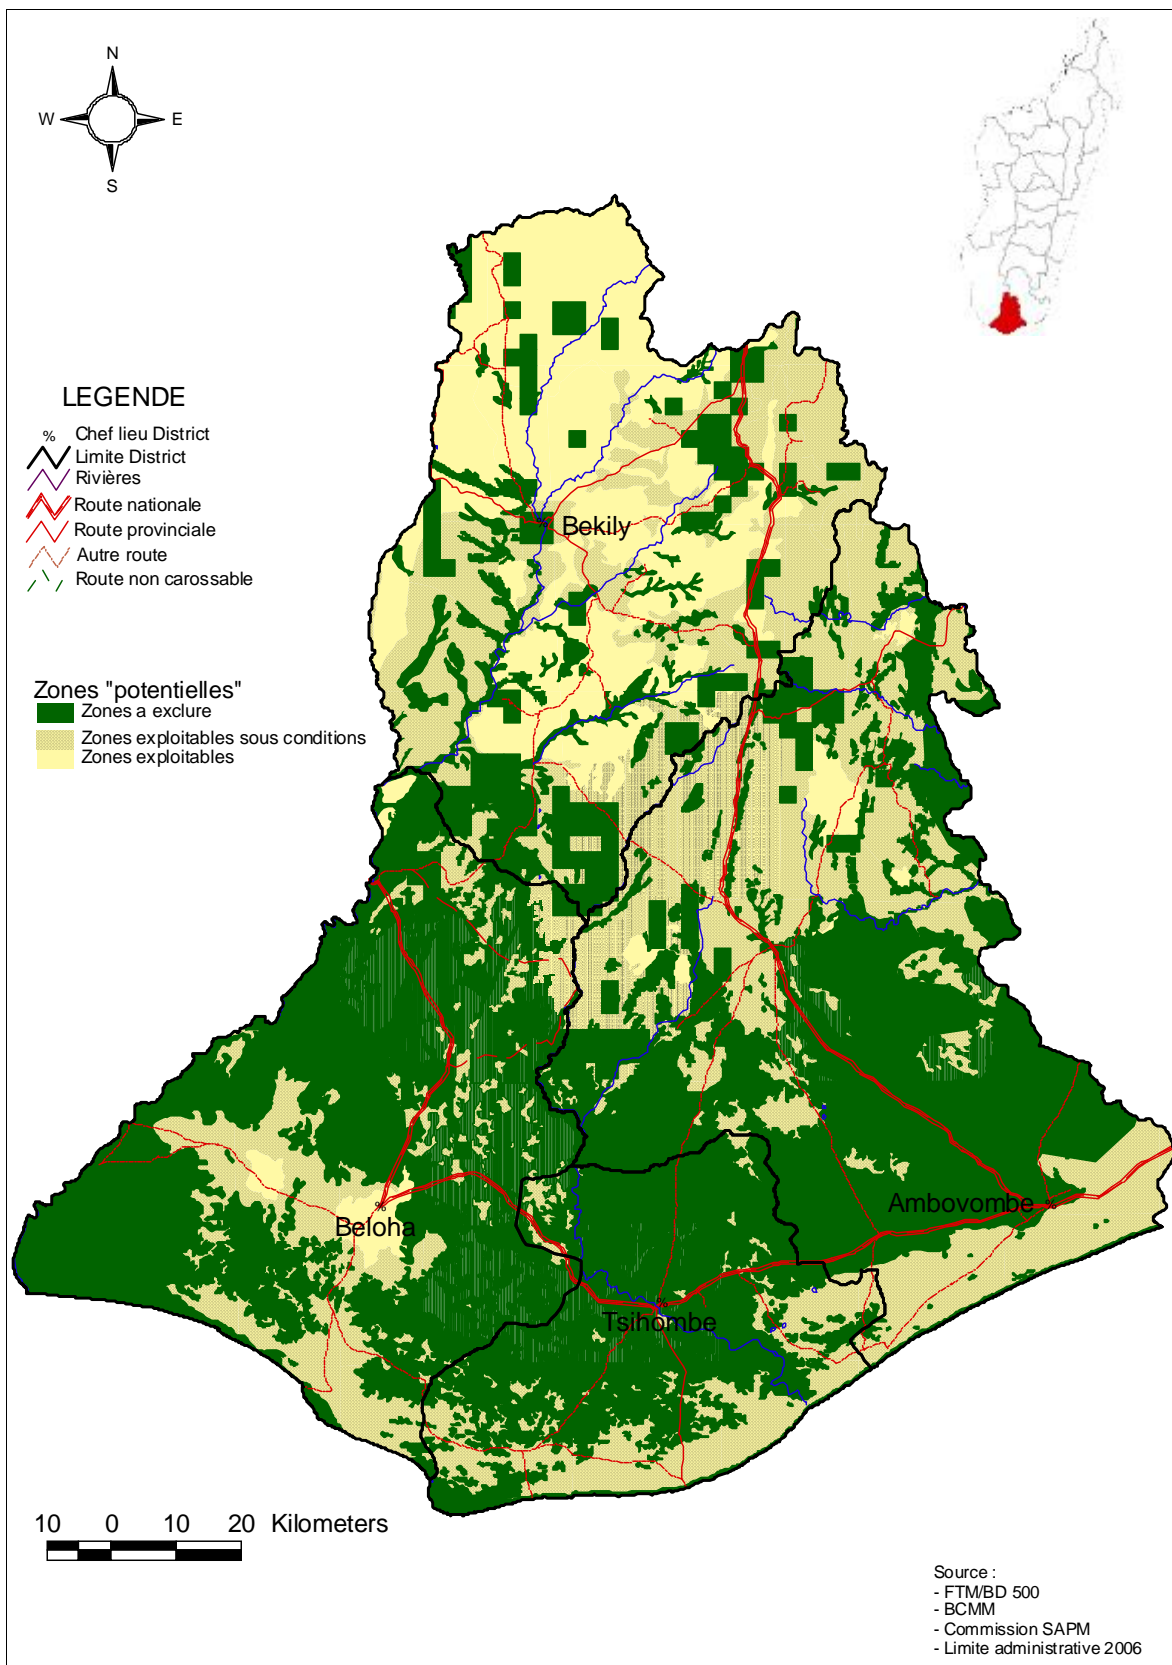 N
W E
S
LEGENDE
% Chef lieu District
Limite District
Rivières
Route nationale
Route provinciale
Autre route
Route non carossable
Zones "potentielles"
Zones a exclure
Zones exploitables sous conditions
Zones exploitables
% Bekily
Ambovombe %
%
Beloha
%
Tsihombe
10 0 10 20 Kilometers
Source :
- FTM/BD 500
- BCMM
- Commission SAPM
- Limite administrative 2006